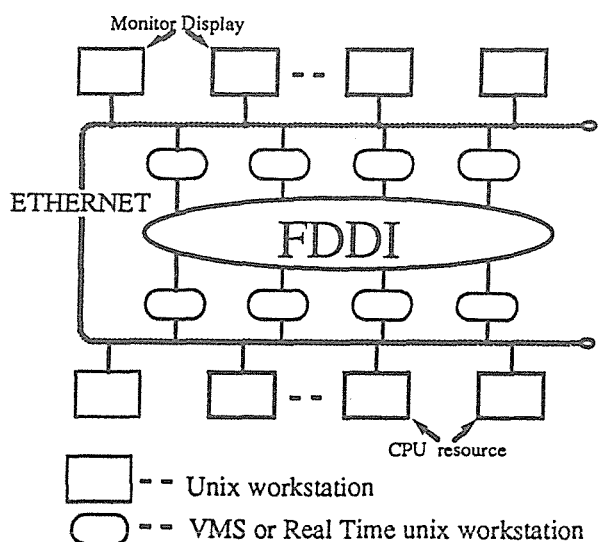 Monitor Display
ETHERNET
FDDI
CPU resource
-- Unix workstation
-- VMS or Real Time unix workstation